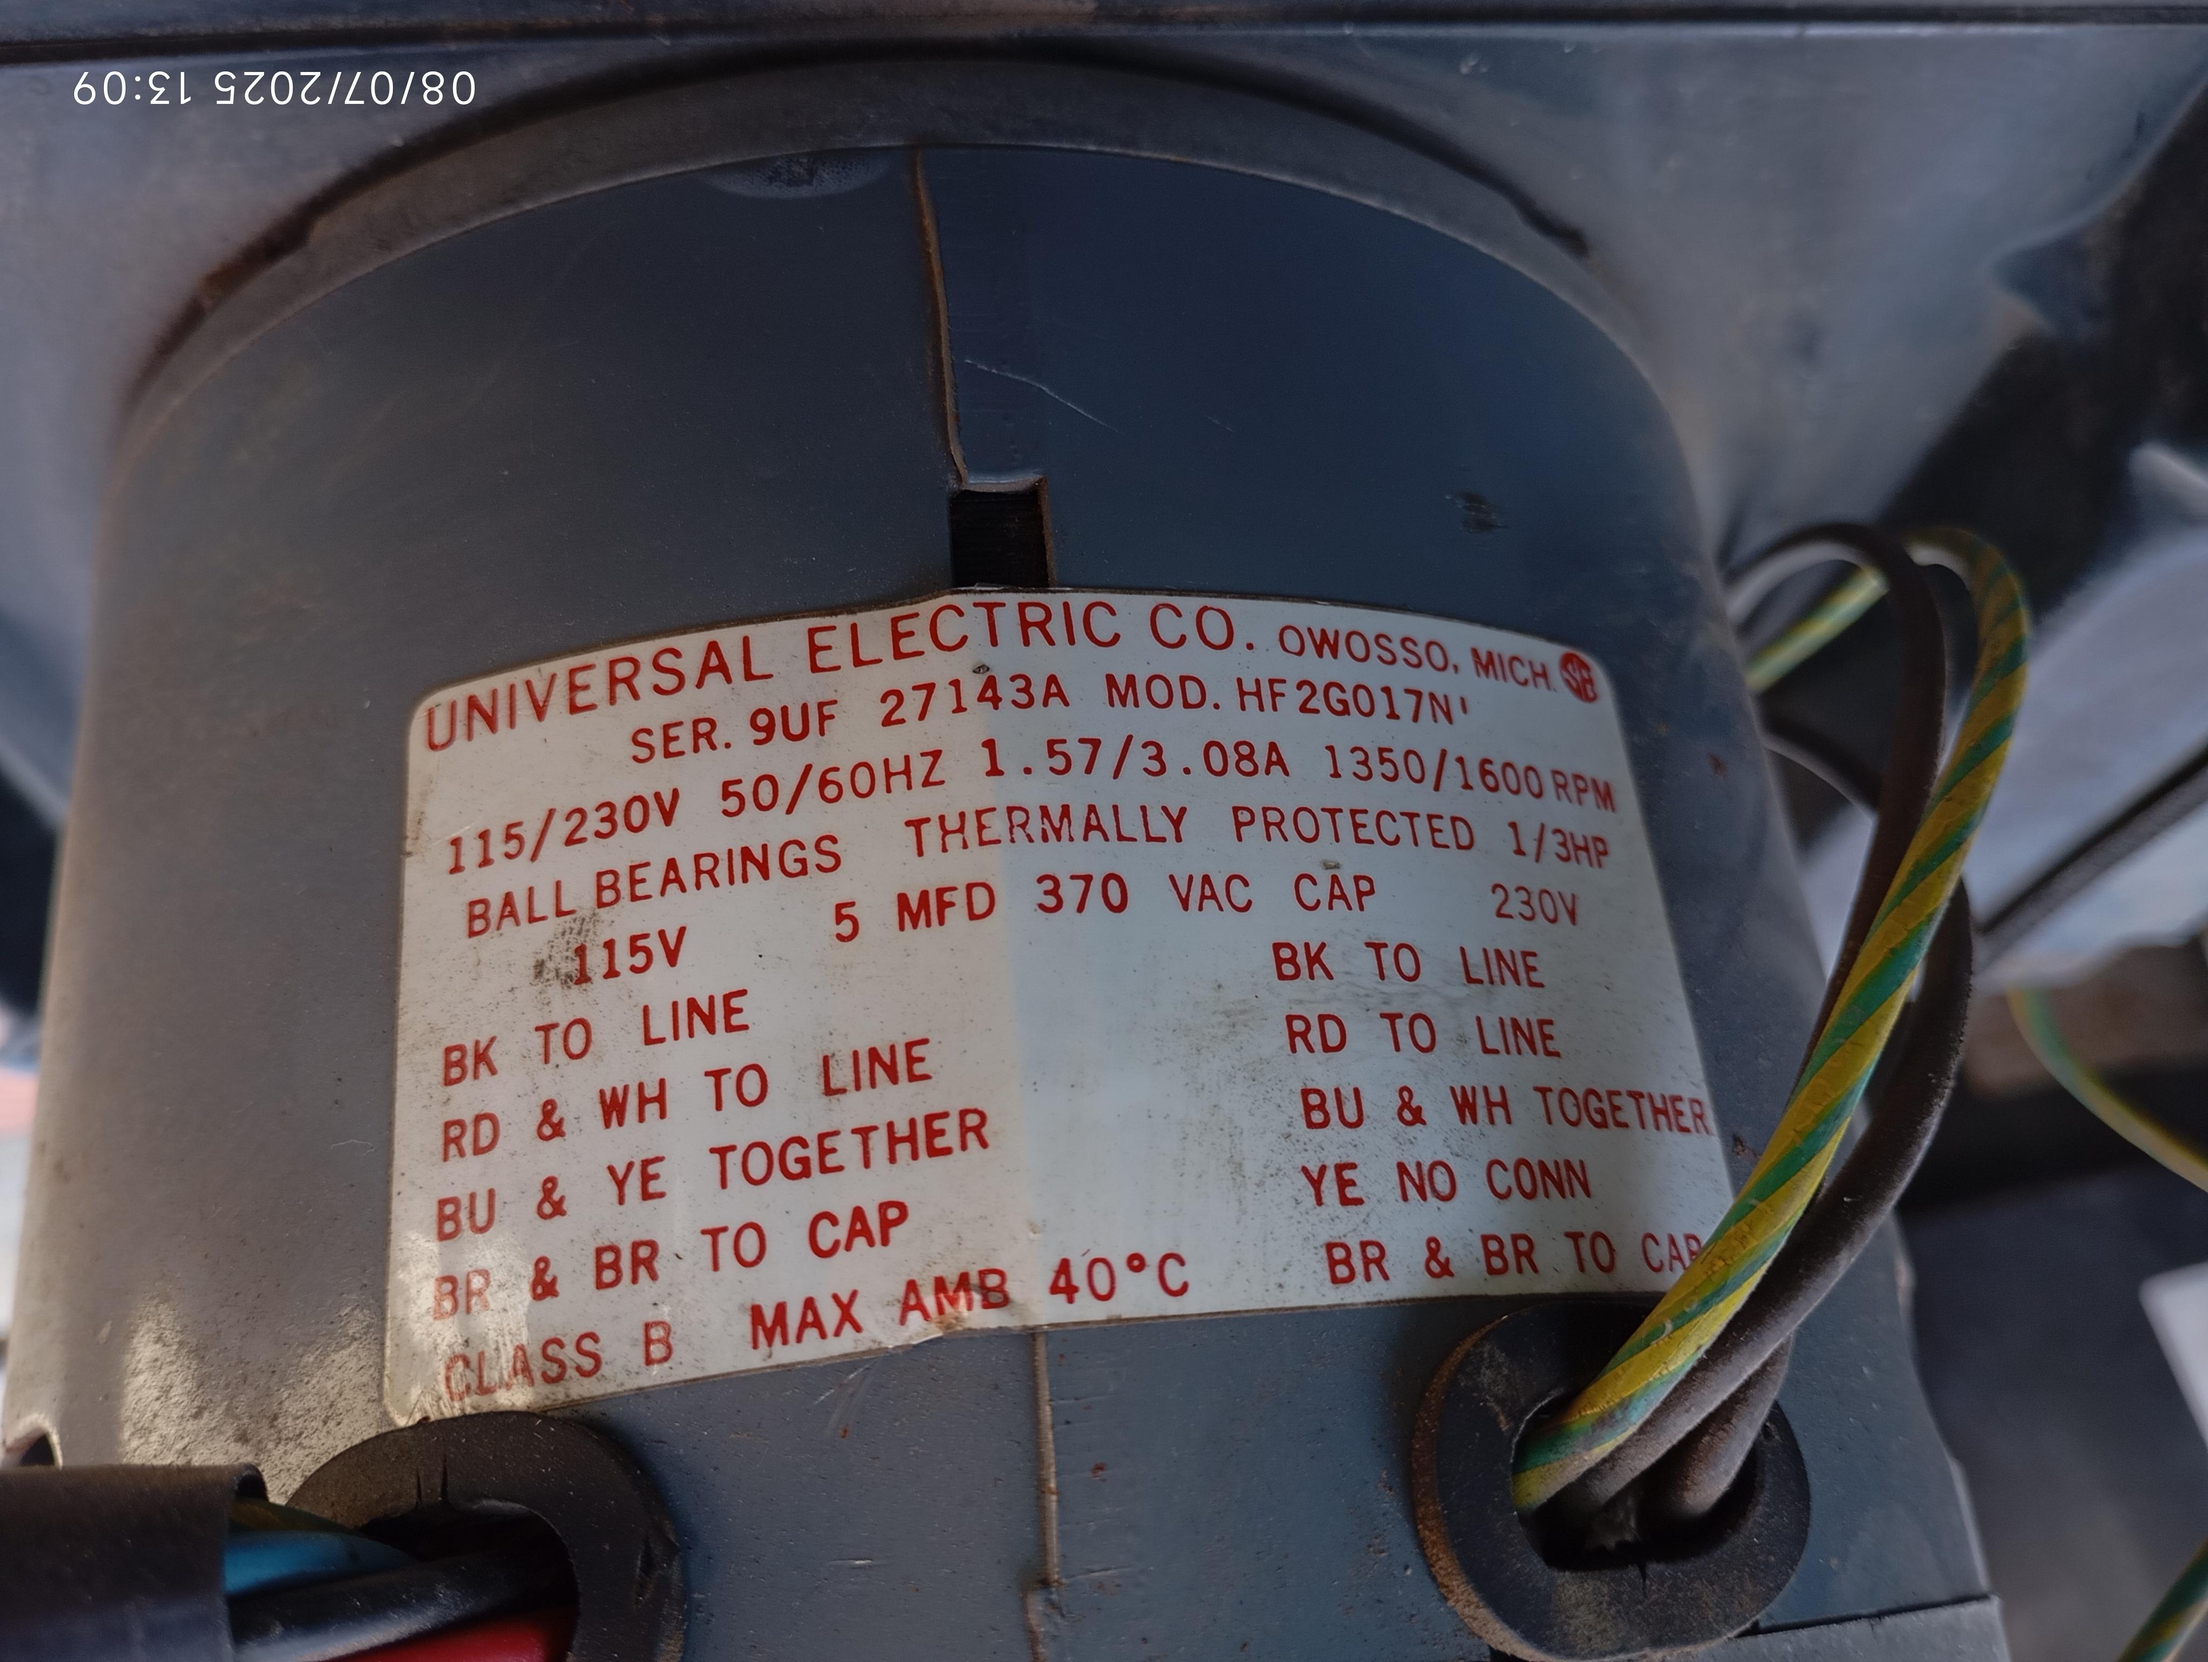 08/07/2025 13:09
UNIVERSAL ELECTRIC CO. OWOSSO, MICH.
SER. 9UF 27143A MOD. HF2G017N'
115/230V 50/60HZ 1.57/3.08A 1350/1600 RPM
BALL BEARINGS THERMALLY PROTECTED 1/3HP
115V 5 MFD 370 VAC CAP 230V
BK TO LINE BK TO LINE
RD & WH TO LINE RD TO LINE
BU & YE TOGETHER BU & WH TOGETHER
BR & BR TO CAP YE NO CONN
CLASS B MAX AMB 40°C BR & BR TO CAP